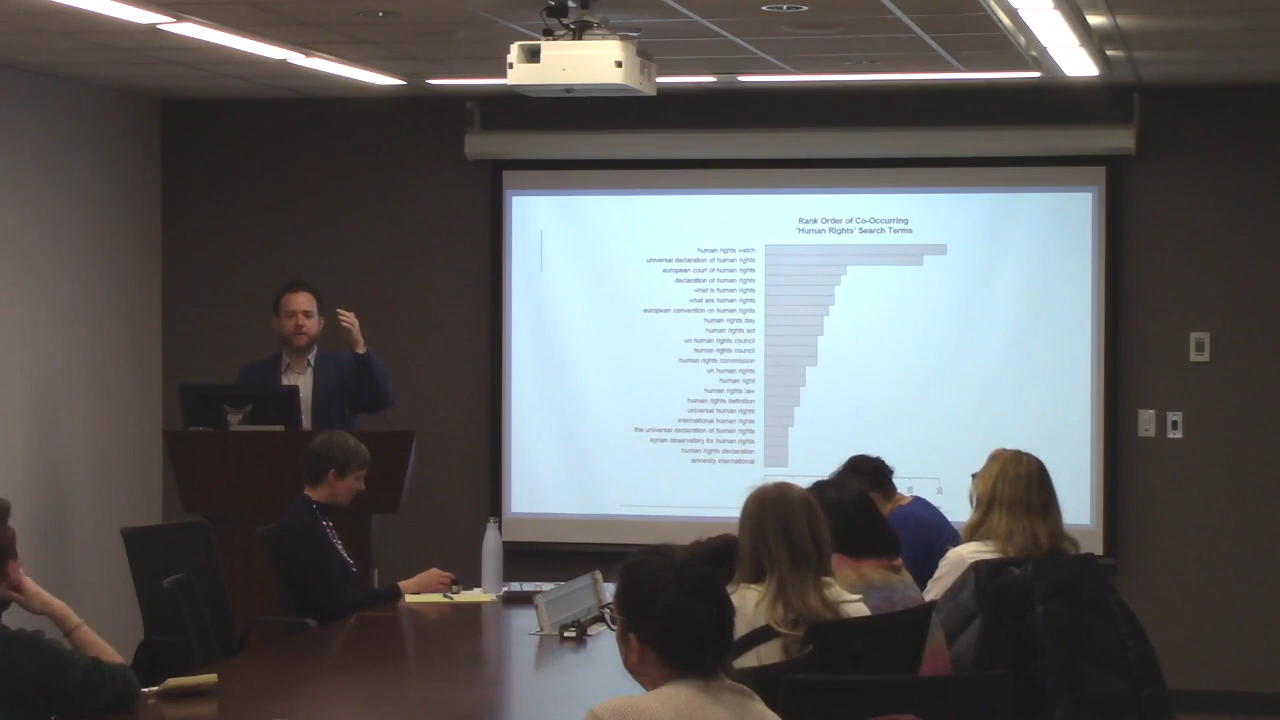 Rank Order of Co-Occurring
'Human Rights' Search Terms
human rights watch
universal declaration of human rights
european court of human rights
declaration of human rights
what is human rights
what are human rights
european convention on human rights
human rights day
human rights act
un human rights council
human rights council
human rights commission
un human rights
human right
human rights law
human rights definition
universal human rights
international human rights
the universal declaration of human rights
syrian observatory for human rights
human rights declaration
amnesty international